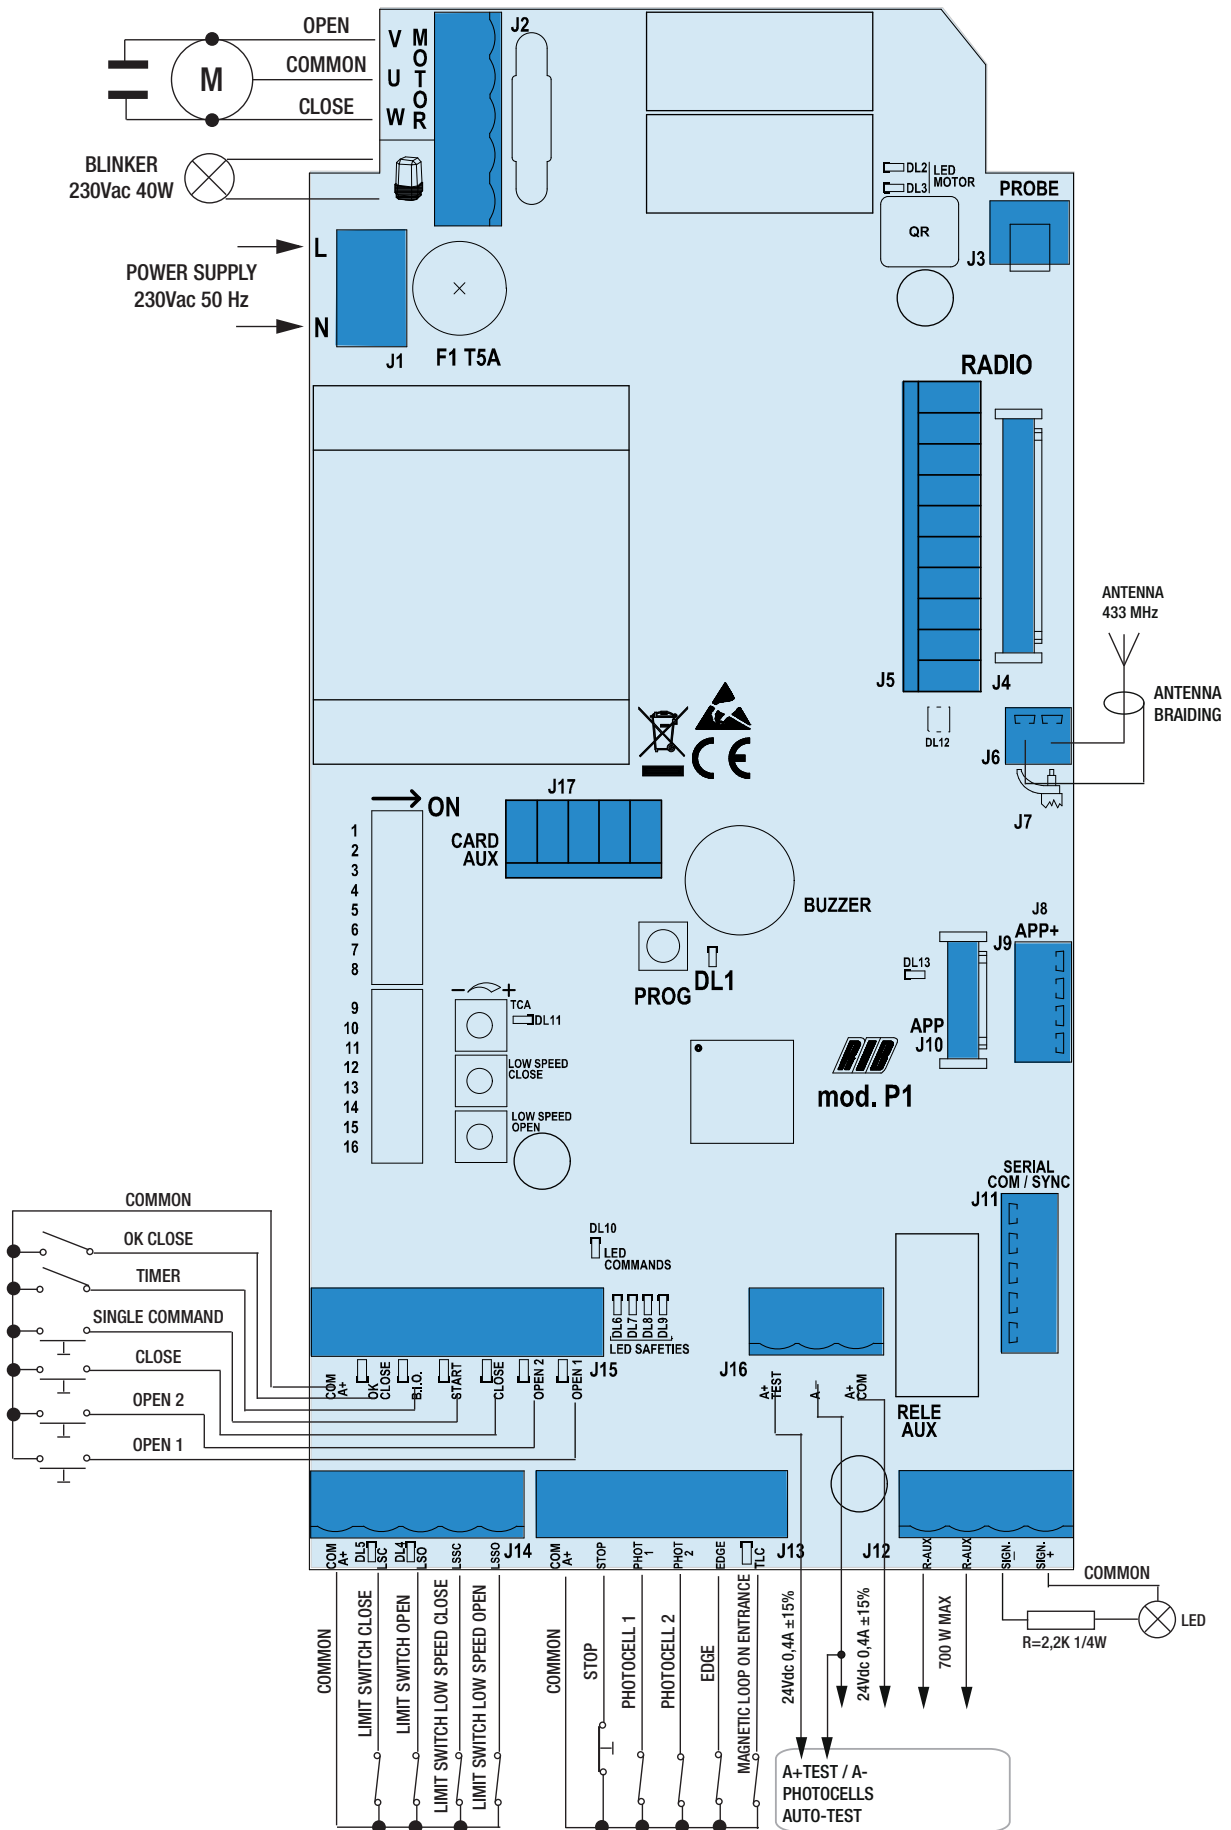 OPEN
COMMON
CLOSE
M
V
U
W
MOTOR
J2
BLINKER
230Vac 40W
L
POWER SUPPLY
230Vac 50 Hz
N
J1
F1 T5A
DL2
DL3
LED
MOTOR
QR
PROBE
J3
RADIO
J5
J4
ANTENNA
433 MHz
ANTENNA
BRAIDING
DL12
J6
J7
CE
J17
CARD
AUX
ON
1
2
3
4
5
6
7
8
9
10
11
12
13
14
15
16
BUZZER
PROG
DL1
− +
TCA
DL11
LOW SPEED
CLOSE
LOW SPEED
OPEN
J8
APP+
J9
DL13
APP
J10
RIB
mod. P1
SERIAL
COM / SYNC
J11
COMMON
OK CLOSE
TIMER
SINGLE COMMAND
CLOSE
OPEN 2
OPEN 1
DL10
LED
COMMANDS
DL6
DL7
DL8
DL9
LED SAFETIES
J15
COM
A+
OK
CLOSE
B.I.O.
START
CLOSE
OPEN 2
OPEN 1
J16
A+
TEST
A-
A+
COM
RELE
AUX
COM
A+
DL5
LSC
DL4
LSO
LSSC
LSSO
J14
COM
A+
STOP
PHOT
1
PHOT
2
EDGE
TLC
J13
J12
R-AUX
R-AUX
SIGN.
–
SIGN.
+
COMMON
LED
R=2,2K 1/4W
COMMON
LIMIT SWITCH CLOSE
LIMIT SWITCH OPEN
LIMIT SWITCH LOW SPEED CLOSE
LIMIT SWITCH LOW SPEED OPEN
COMMON
STOP
PHOTOCELL 1
PHOTOCELL 2
EDGE
MAGNETIC LOOP ON ENTRANCE
24Vdc 0,4A ±15%
24Vdc 0,4A ±15%
700 W MAX
A+TEST / A-
PHOTOCELLS
AUTO-TEST